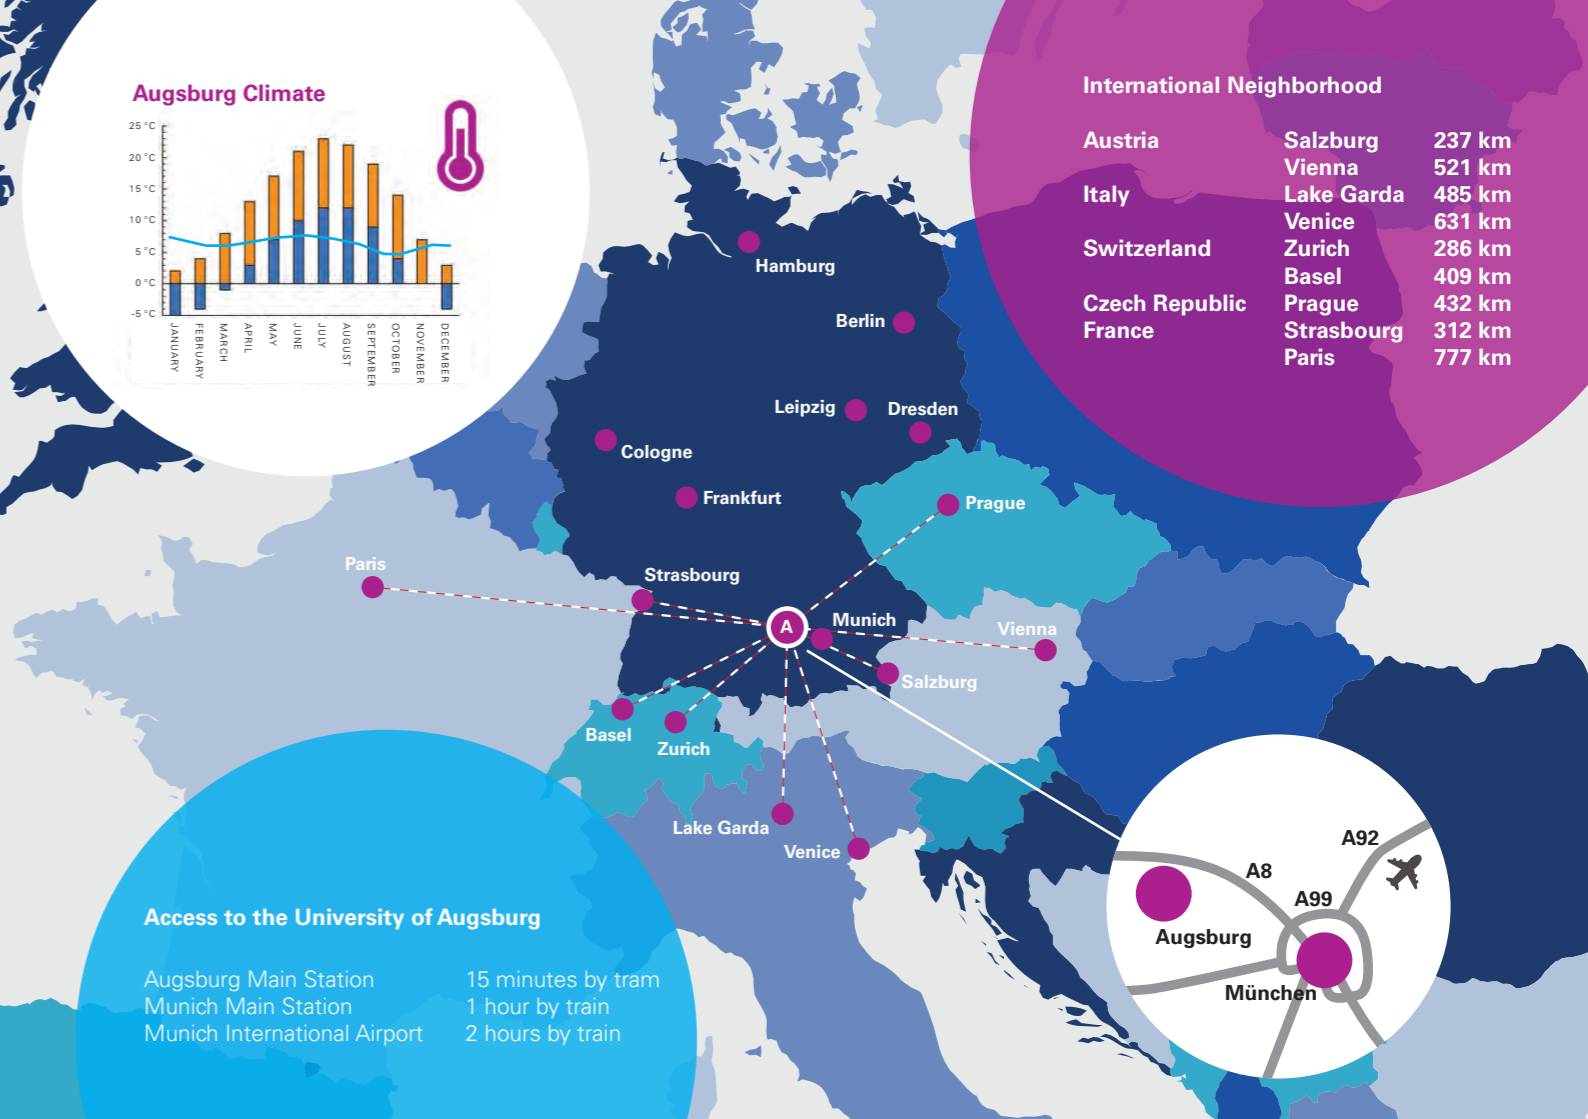 Augsburg Climate
25 °C
20 °C
15 °C
10 °C
5 °C
0 °C
-5 °C
JANUARY
FEBRUARY
MARCH
APRIL
MAY
JUNE
JULY
AUGUST
SEPTEMBER
OCTOBER
NOVEMBER
DECEMBER
International Neighborhood
Austria Salzburg 237 km
Vienna 521 km
Italy Lake Garda 485 km
Venice 631 km
Switzerland Zurich 286 km
Basel 409 km
Czech Republic Prague 432 km
France Strasbourg 312 km
Paris 777 km
Hamburg
Berlin
Leipzig
Dresden
Cologne
Frankfurt
Prague
Paris
Strasbourg
A
Munich
Vienna
Salzburg
Basel
Zurich
Lake Garda
Venice
A92
A8
A99
Augsburg
München
Access to the University of Augsburg
Augsburg Main Station 15 minutes by tram
Munich Main Station 1 hour by train
Munich International Airport 2 hours by train